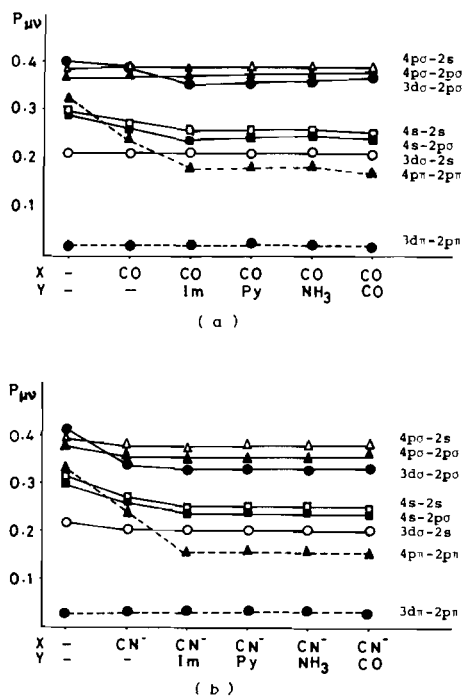 Pμν
0.4
0.3
0.2
0.1
4pσ-2s
4pσ-2pσ
3dσ-2pσ
4s-2s
4s-2pσ
3dσ-2s
4pπ-2pπ
3dπ-2pπ
X - CO CO CO CO CO
Y - - Im Py NH3 CO
( a )
Pμν
0.4
0.3
0.2
0.1
4pσ-2s
4pσ-2pσ
3dσ-2pσ
4s-2s
4s-2pσ
3dσ-2s
4pπ-2pπ
3dπ-2pπ
X - CN⁻ CN⁻ CN⁻ CN⁻ CN⁻
Y - - Im Py NH3 CO
( b )